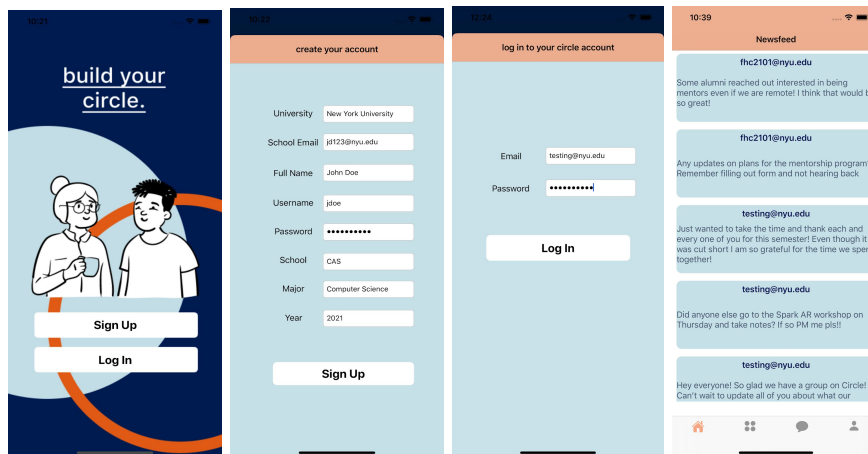 10:21
build your
circle.
Sign Up
Log In
10:22
create your account
University New York University
School Email jd123@nyu.edu
Full Name John Doe
Username jdoe
Password ••••••••••
School CAS
Major Computer Science
Year 2021
Sign Up
log in to your circle account
Email testing@nyu.edu
Password ••••••••••
Log In
10:39
Newsfeed
fhc2101@nyu.edu
Some alumni reached out interested in being
mentors even if we are remote! I think that would
so great!
fhc2101@nyu.edu
Any updates on plans for the mentorship program
Remember filling out form and not hearing back
testing@nyu.edu
Just wanted to take the time and thank each and
every one of you for this semester! Even though it
was cut short I am so grateful for the time we
together!
testing@nyu.edu
Did anyone else go to the Spark AR workshop on
Thursday and take notes? If so PM me pls!!
testing@nyu.edu
Hey everyone! So glad we have a group on Circle!
Can't wait to update all of you about what our